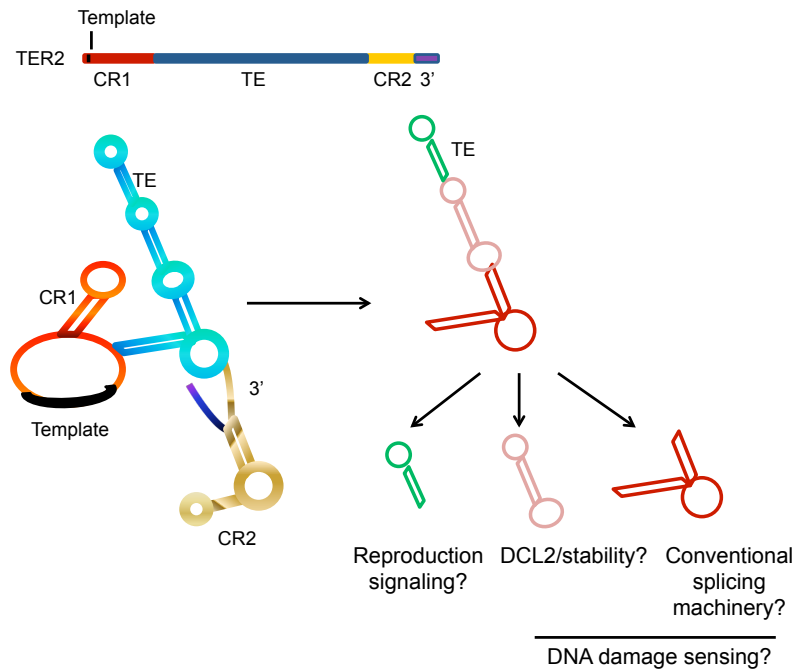 Template
TER2
CR1 TE CR2 3’
TE
TE
CR1
3’
Template
CR2
Reproduction
signaling?
DCL2/stability?
Conventional
splicing
machinery?
DNA damage sensing?